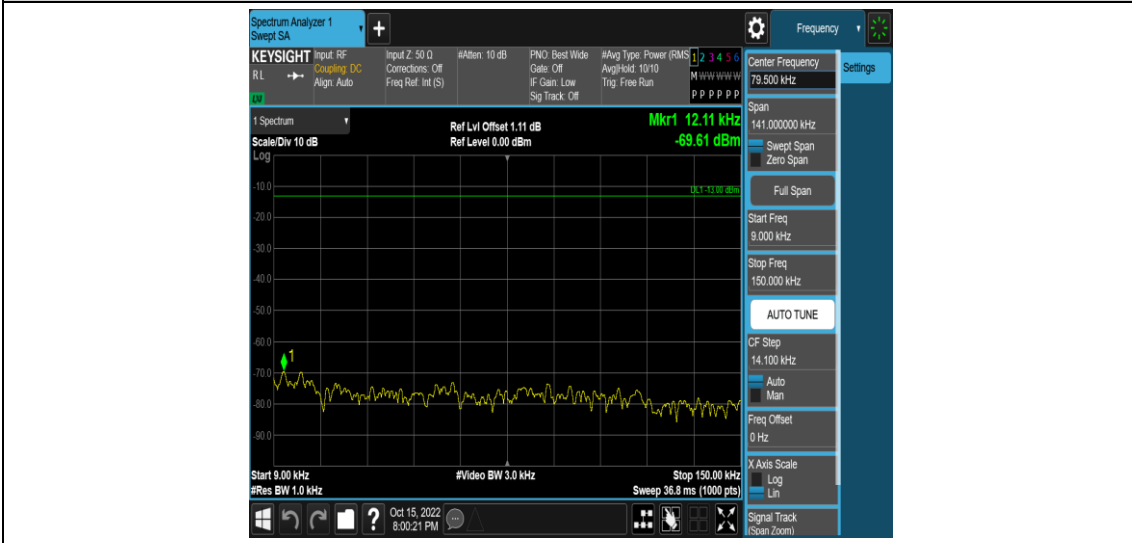 Spectrum Analyzer 1
Swept SA
Frequency
KEYSIGHT
RL
Input: RF
Coupling: DC
Align: Auto
Input Z: 50 Ω
Corrections: Off
Freq Ref: Int (S)
#Atten: 10 dB
PNO: Best Wide
Gate: Off
IF Gain: Low
Sig Track: Off
#Avg Type: Power (RMS
Avg|Hold: 10/10
Trig: Free Run
1 2 3 4 5 6
M W W W W W
P P P P P P
1 Spectrum
Scale/Div 10 dB
Log
Ref Lvl Offset 1.11 dB
Ref Level 0.00 dBm
Mkr1 12.11 kHz
-69.61 dBm
DL1 -13.00 dBm
-10.0
-20.0
-30.0
-40.0
-50.0
-60.0
-70.0
-80.0
-90.0
1
Start 9.00 kHz
#Res BW 1.0 kHz
#Video BW 3.0 kHz
Stop 150.00 kHz
Sweep 36.8 ms (1000 pts)
Oct 15, 2022
8:00:21 PM
Center Frequency
79.500 kHz
Settings
Span
141.000000 kHz
Swept Span
Zero Span
Full Span
Start Freq
9.000 kHz
Stop Freq
150.000 kHz
AUTO TUNE
CF Step
14.100 kHz
Auto
Man
Freq Offset
0 Hz
X Axis Scale
Log
Lin
Signal Track
(Span Zoom)